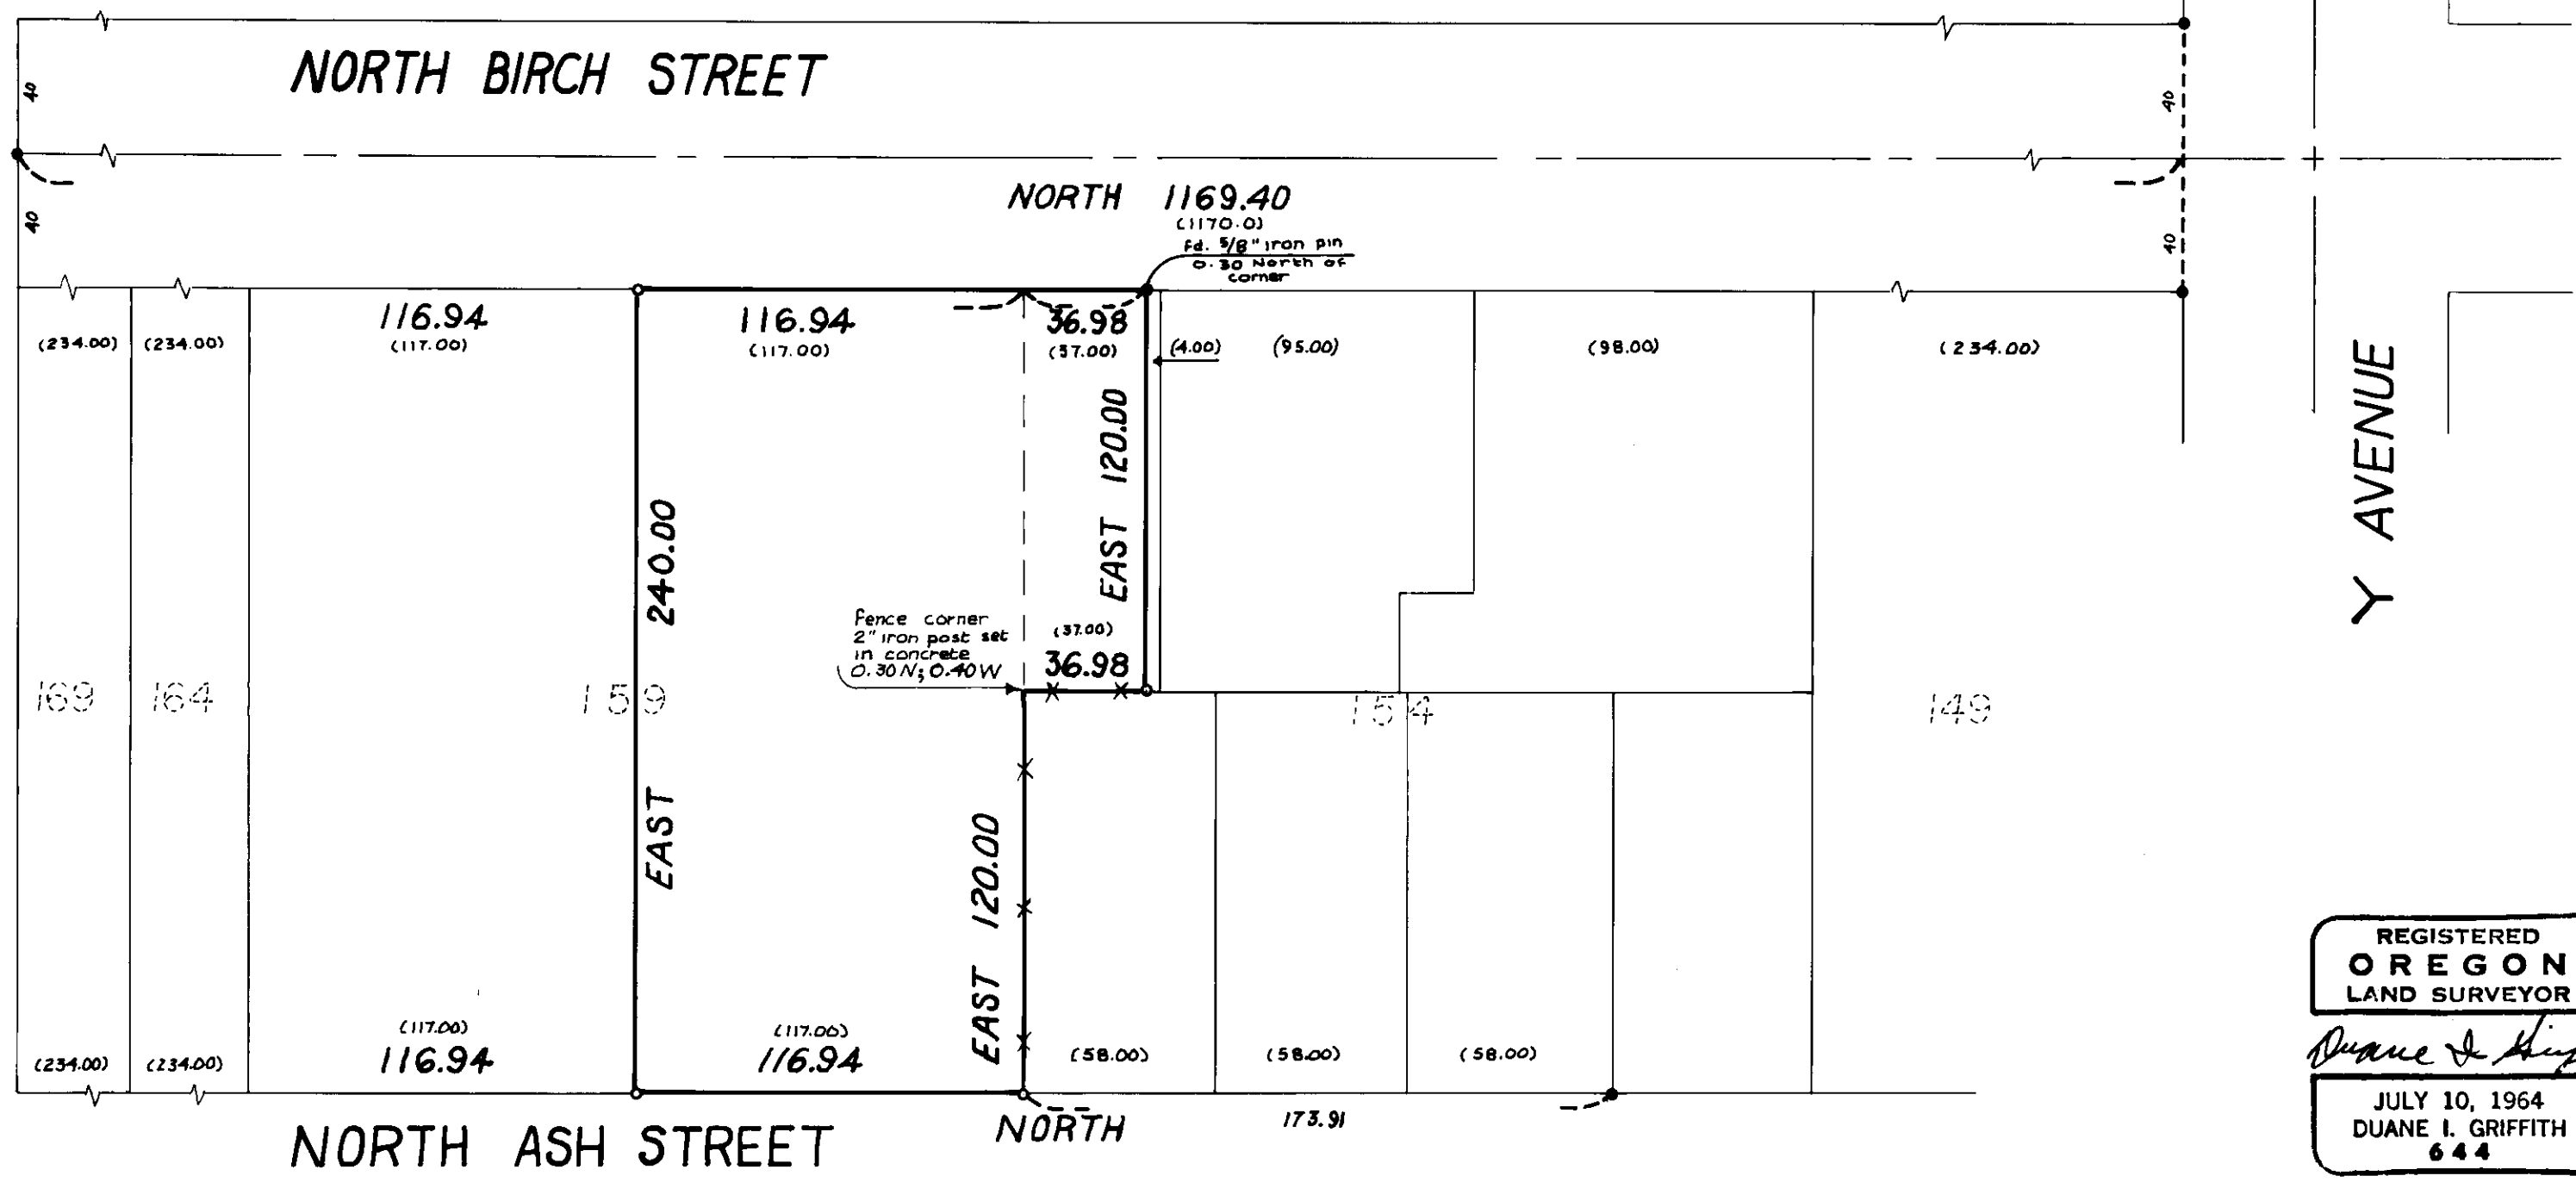 NORTH BIRCH STREET
40
40
40
40
NORTH 1169.40
(1170.0)
Fd. 5/8" iron pin
0.30 North of
corner
116.94
(117.00)
116.94
(117.00)
36.98
(37.00)
(234.00)
(234.00)
(4.00)
(95.00)
(98.00)
(234.00)
EAST 120.00
EAST 240.00
Y AVENUE
Fence corner
2" iron post set
in concrete
0.30N; 0.40W
(37.00)
36.98
169
164
159
154
149
EAST 120.00
REGISTERED
OREGON
LAND SURVEYOR
(234.00)
(234.00)
(117.00)
116.94
(117.00)
116.94
(58.00)
(58.00)
(58.00)
NORTH
173.91
NORTH ASH STREET
Duane I.
JULY 10, 1964
DUANE I. GRIFFITH
644